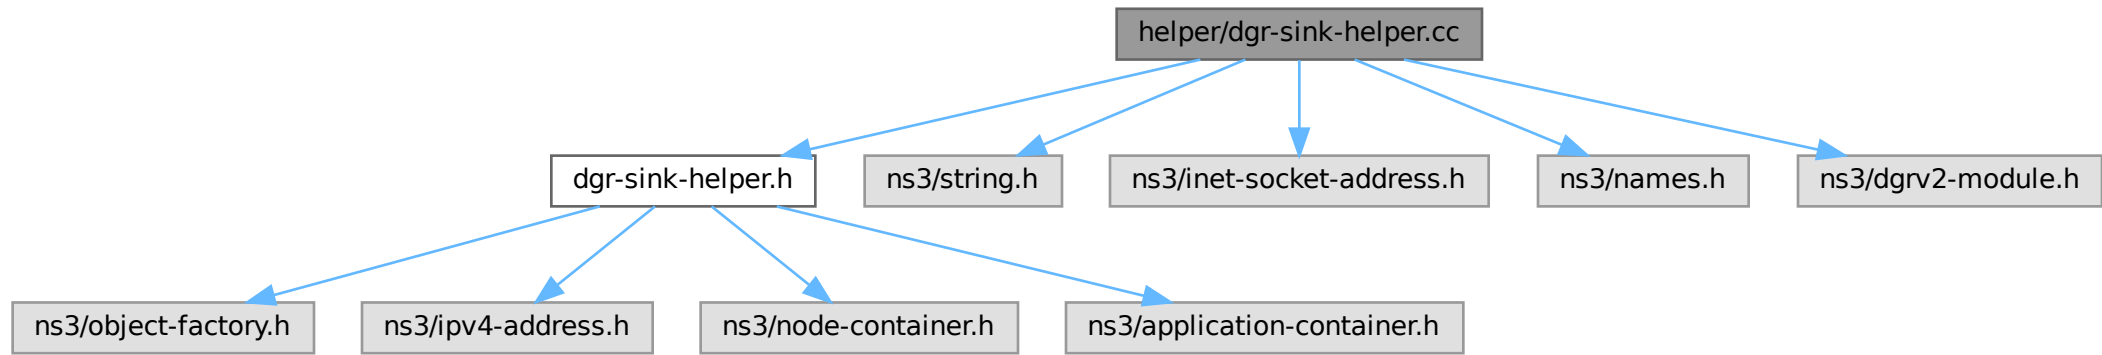 helper/dgr-sink-helper.cc
dgr-sink-helper.h
ns3/string.h
ns3/inet-socket-address.h
ns3/names.h
ns3/dgrv2-module.h
ns3/object-factory.h
ns3/ipv4-address.h
ns3/node-container.h
ns3/application-container.h